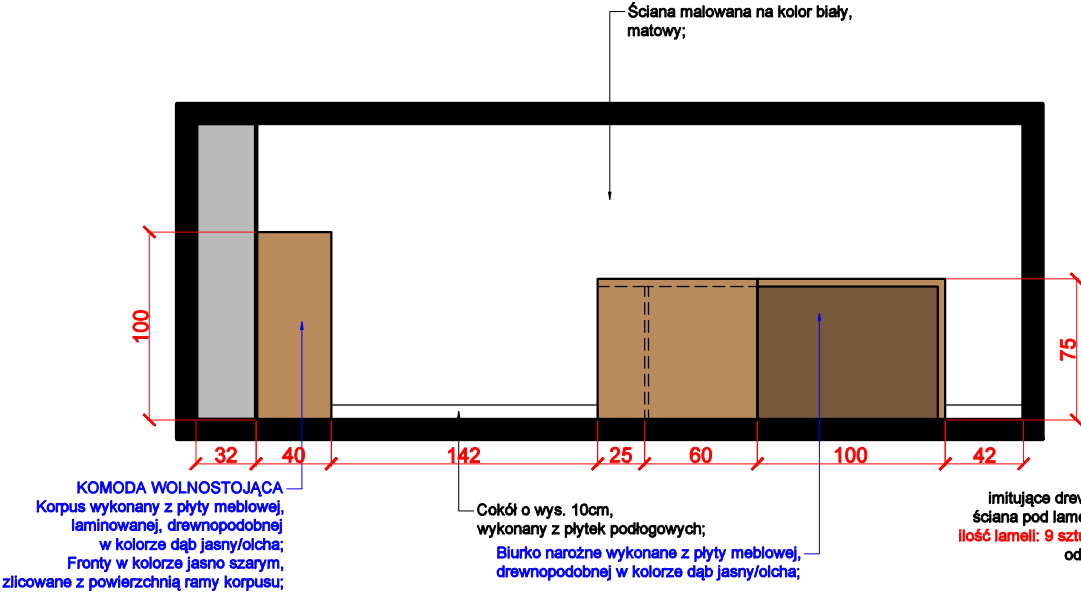 Ściana malowana na kolor biały,
matowy;
100
75
32
40
142
25
60
100
42
KOMODA WOLNOSTOJĄCA
Korpus wykonany z płyty meblowej,
laminowanej, drewnopodobnej
w kolorze dąb jasny/olcha;
Fronty w kolorze jasno szarym,
zlicowane z powierzchnią ramy korpusu;
Cokół o wys. 10cm,
wykonany z płytek podłogowych;
Biurko narożne wykonane z płyty meblowej,
drewnopodobnej w kolorze dąb jasny/olcha;
imitujące
ściana pod
ilość lameli: 9